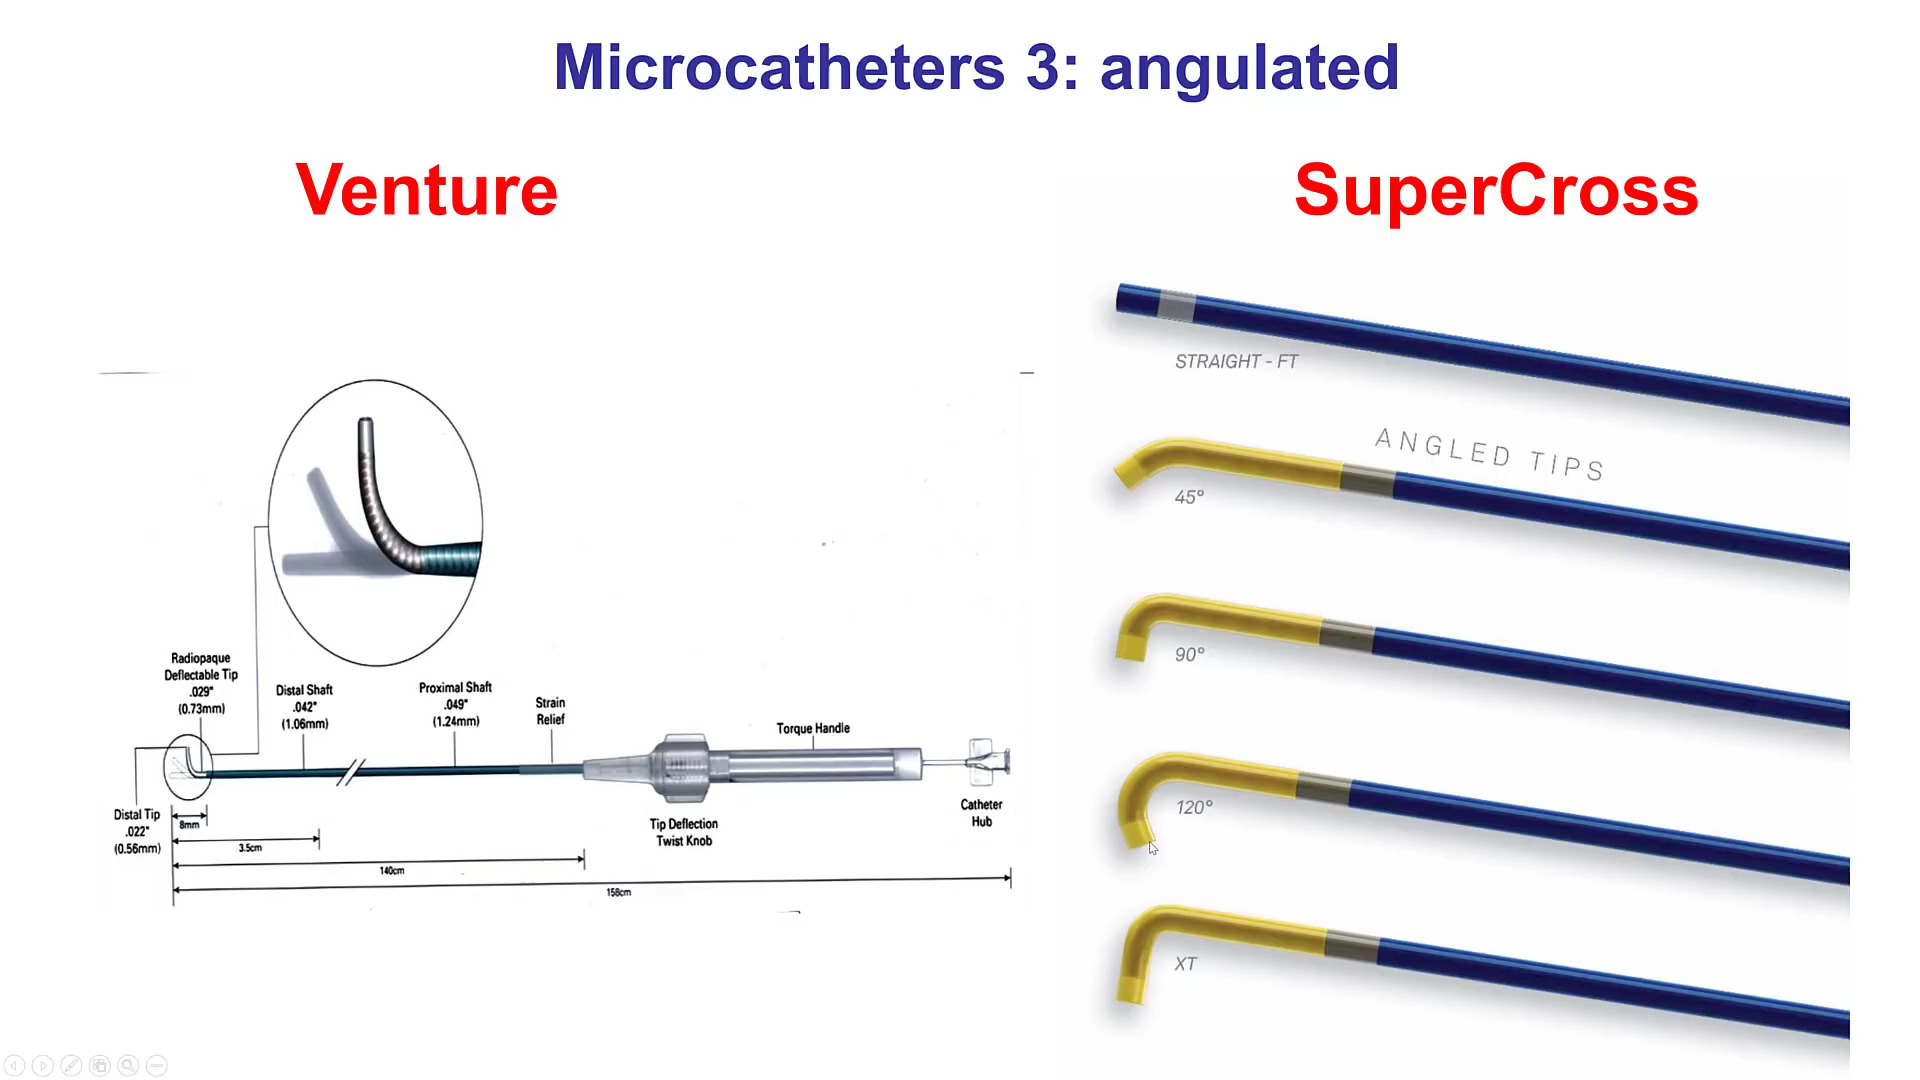 Microcatheters 3: angulated
Venture
SuperCross
STRAIGHT - FT
ANGLED TIPS
45°
90°
120°
XT
Radiopaque
Deflectable Tip
.029"
(0.73mm)
Distal Shaft
.042"
(1.06mm)
Proximal Shaft
.049"
(1.24mm)
Strain
Relief
Torque Handle
Distal Tip
.022"
(0.56mm)
8mm
3.5cm
140cm
158cm
Tip Deflection
Twist Knob
Catheter
Hub